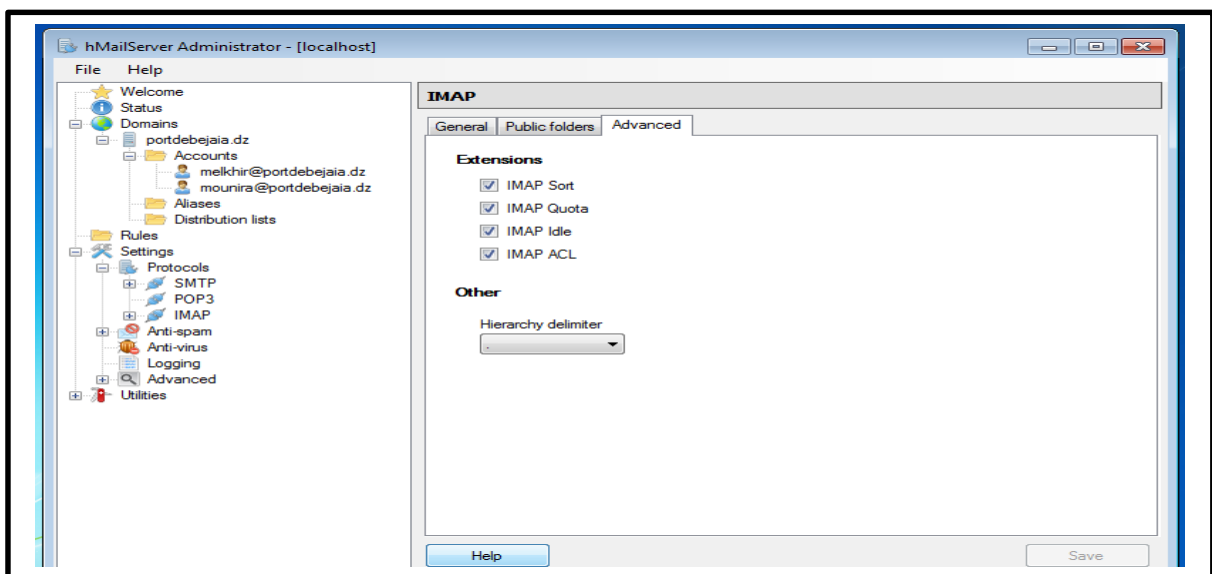 hMailServer Administrator - [localhost]
File Help
Welcome
Status
Domains
portdebejaia.dz
Accounts
melkhir@portdebejaia.dz
mounira@portdebejaia.dz
Aliases
Distribution lists
Rules
Settings
Protocols
SMTP
POP3
IMAP
Anti-spam
Anti-virus
Logging
Advanced
Utilities
IMAP
General Public folders Advanced
Extensions
IMAP Sort
IMAP Quota
IMAP Idle
IMAP ACL
Other
Hierarchy delimiter
.
Help Save